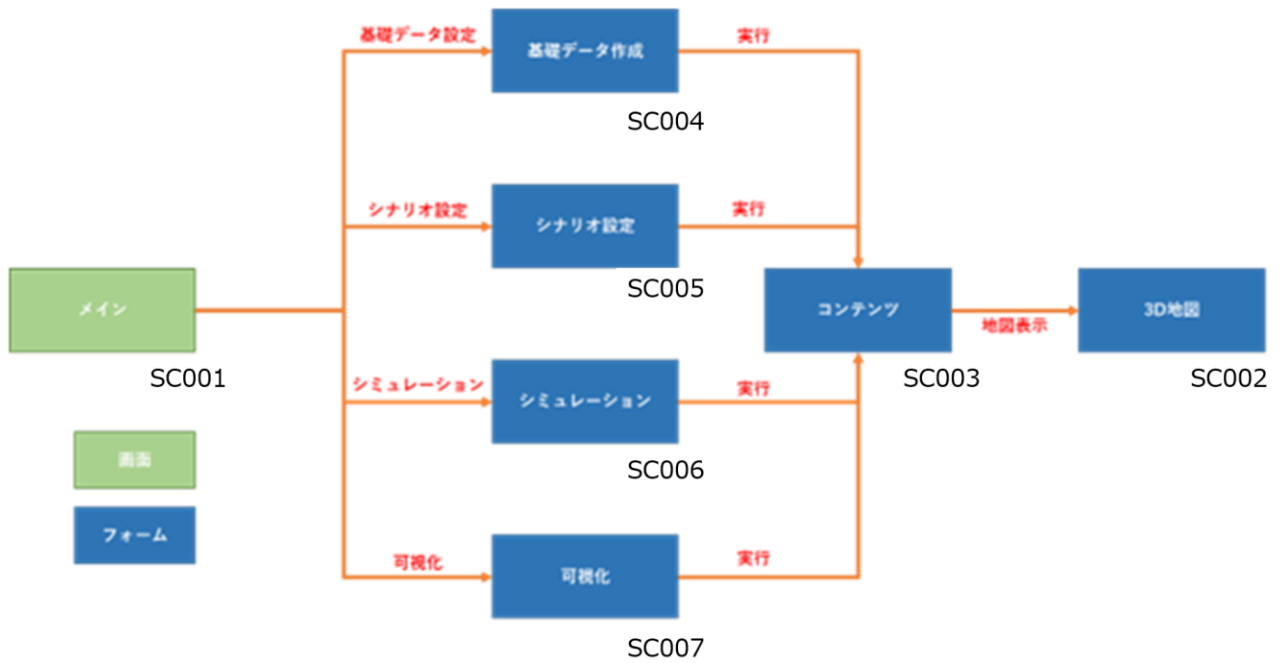 基礎データ設定
基礎データ作成
実行
SC004
シナリオ設定
シナリオ設定
実行
SC005
メイン
SC001
コンテンツ
SC003
地図表示
3D地図
SC002
シミュレーション
シミュレーション
実行
SC006
画面
フォーム
可視化
可視化
実行
SC007